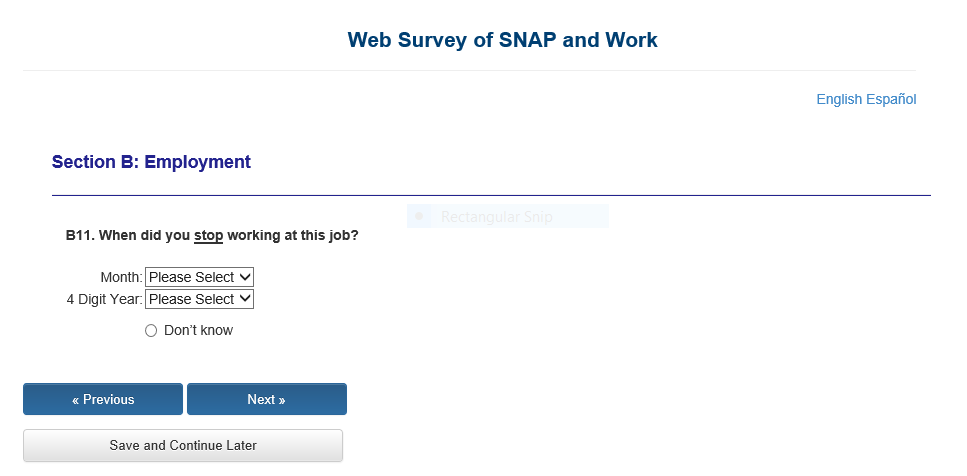 Web Survey of SNAP and Work
English Español
Section B: Employment
Rectangular Snip
B11. When did you stop working at this job?
Month: Please Select
4 Digit Year: Please Select
Don't know
« Previous Next »
Save and Continue Later